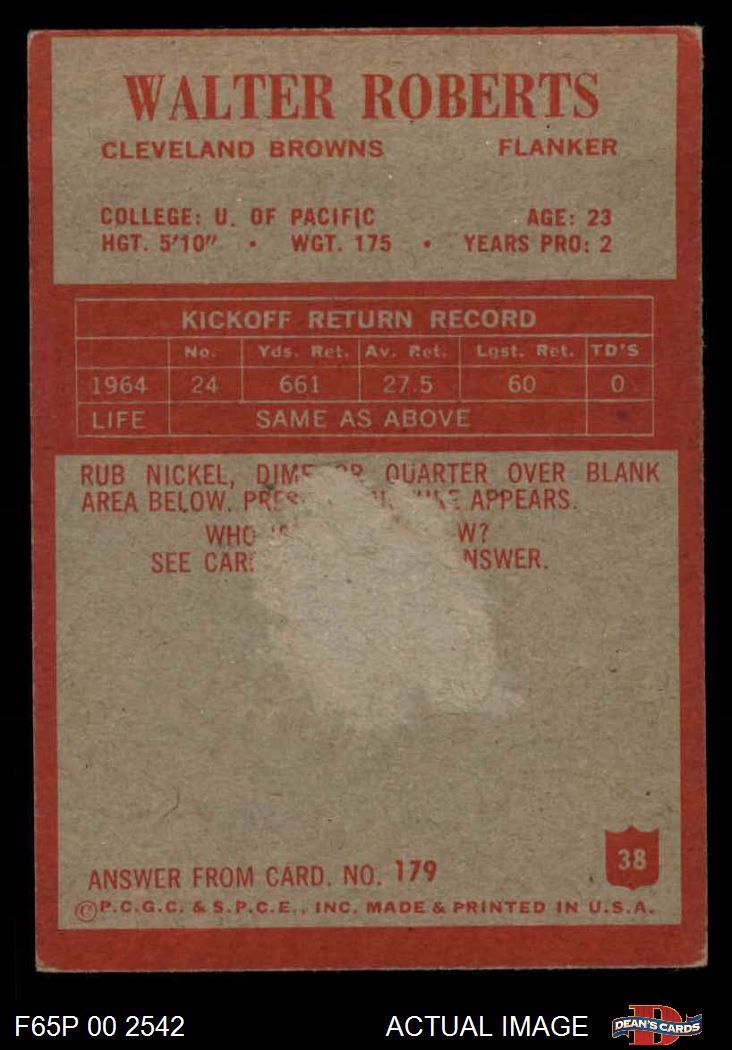 WALTER ROBERTS
CLEVELAND BROWNS FLANKER
COLLEGE: U. OF PACIFIC AGE: 23
HGT. 5'10" • WGT. 175 • YEARS PRO: 2
KICKOFF RETURN RECORD
No. Yds. Ret. Av. Ret. Lgst. Ret. TD'S
1964 24 661 27.5 60 0
LIFE SAME AS ABOVE
RUB NICKEL, DIME OR QUARTER OVER BLANK
AREA BELOW. APPEARS.
WHO
SEE
ANSWER FROM CARD. NO. 179
38
©P.C.G.C. & S.P.C.E., INC. MADE & PRINTED IN U.S.A.
F65P 00 2542 ACTUAL IMAGE DEAN'S CARDS